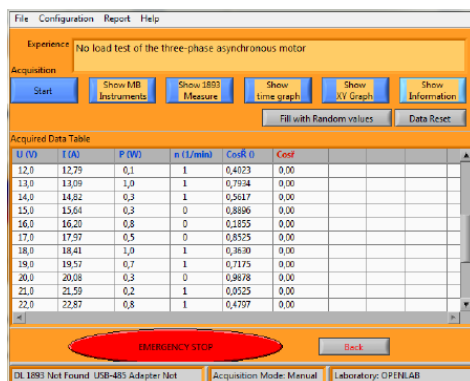 File Configuration Report Help
Experience No load test of the three-phase asynchronous motor
Acquisition
Start Show MB Instruments Show 1893 Measure Show time graph Show XY Graph Show Information
Fill with Random values Data Reset
Acquired Data Table
U (V) I (A) P (W) n (1/min) CosŘ () Cosř
12,0 12,79 0,1 1 0,4023 0,00
13,0 13,09 1,0 1 0,7934 0,00
14,0 14,82 0,3 1 0,5617 0,00
15,0 15,64 0,3 0 0,8896 0,00
16,0 16,20 0,8 0 0,1855 0,00
17,0 17,97 0,5 0 0,8525 0,00
18,0 18,41 1,0 1 0,3630 0,00
19,0 19,57 0,7 1 0,7175 0,00
20,0 20,08 0,3 0 0,9878 0,00
21,0 21,59 0,2 1 0,0525 0,00
22,0 22,87 0,8 1 0,4797 0,00
EMERGENCY STOP Back
DL 1893 Not Found USB-485 Adapter Not Acquisition Mode: Manual Laboratory: OPENLAB